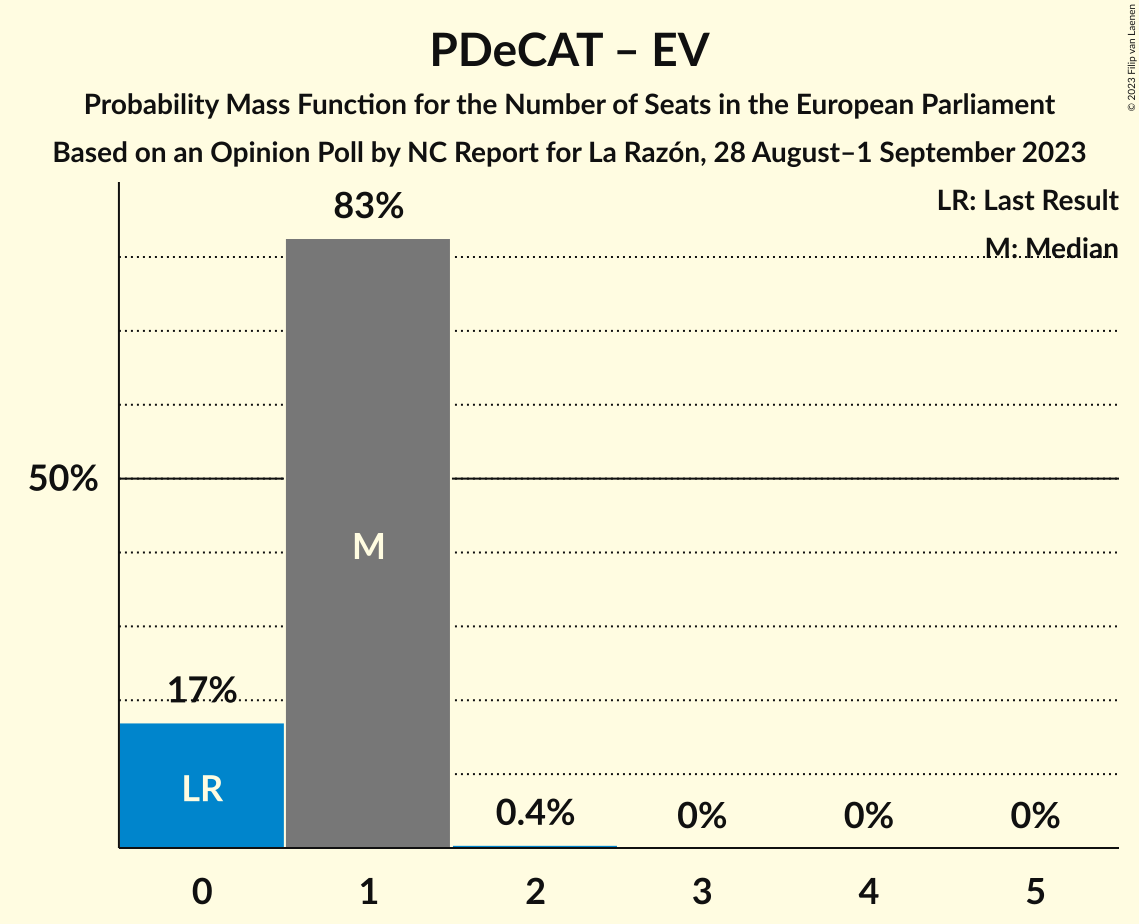 PDeCAT – EV
Probability Mass Function for the Number of Seats in the European Parliament
Based on an Opinion Poll by NC Report for La Razón, 28 August–1 September 2023
© 2023 Filip van Laenen
LR: Last Result
M: Median
83%
50%
M
17%
LR
0.4%
0%
0%
0%
0 1 2 3 4 5